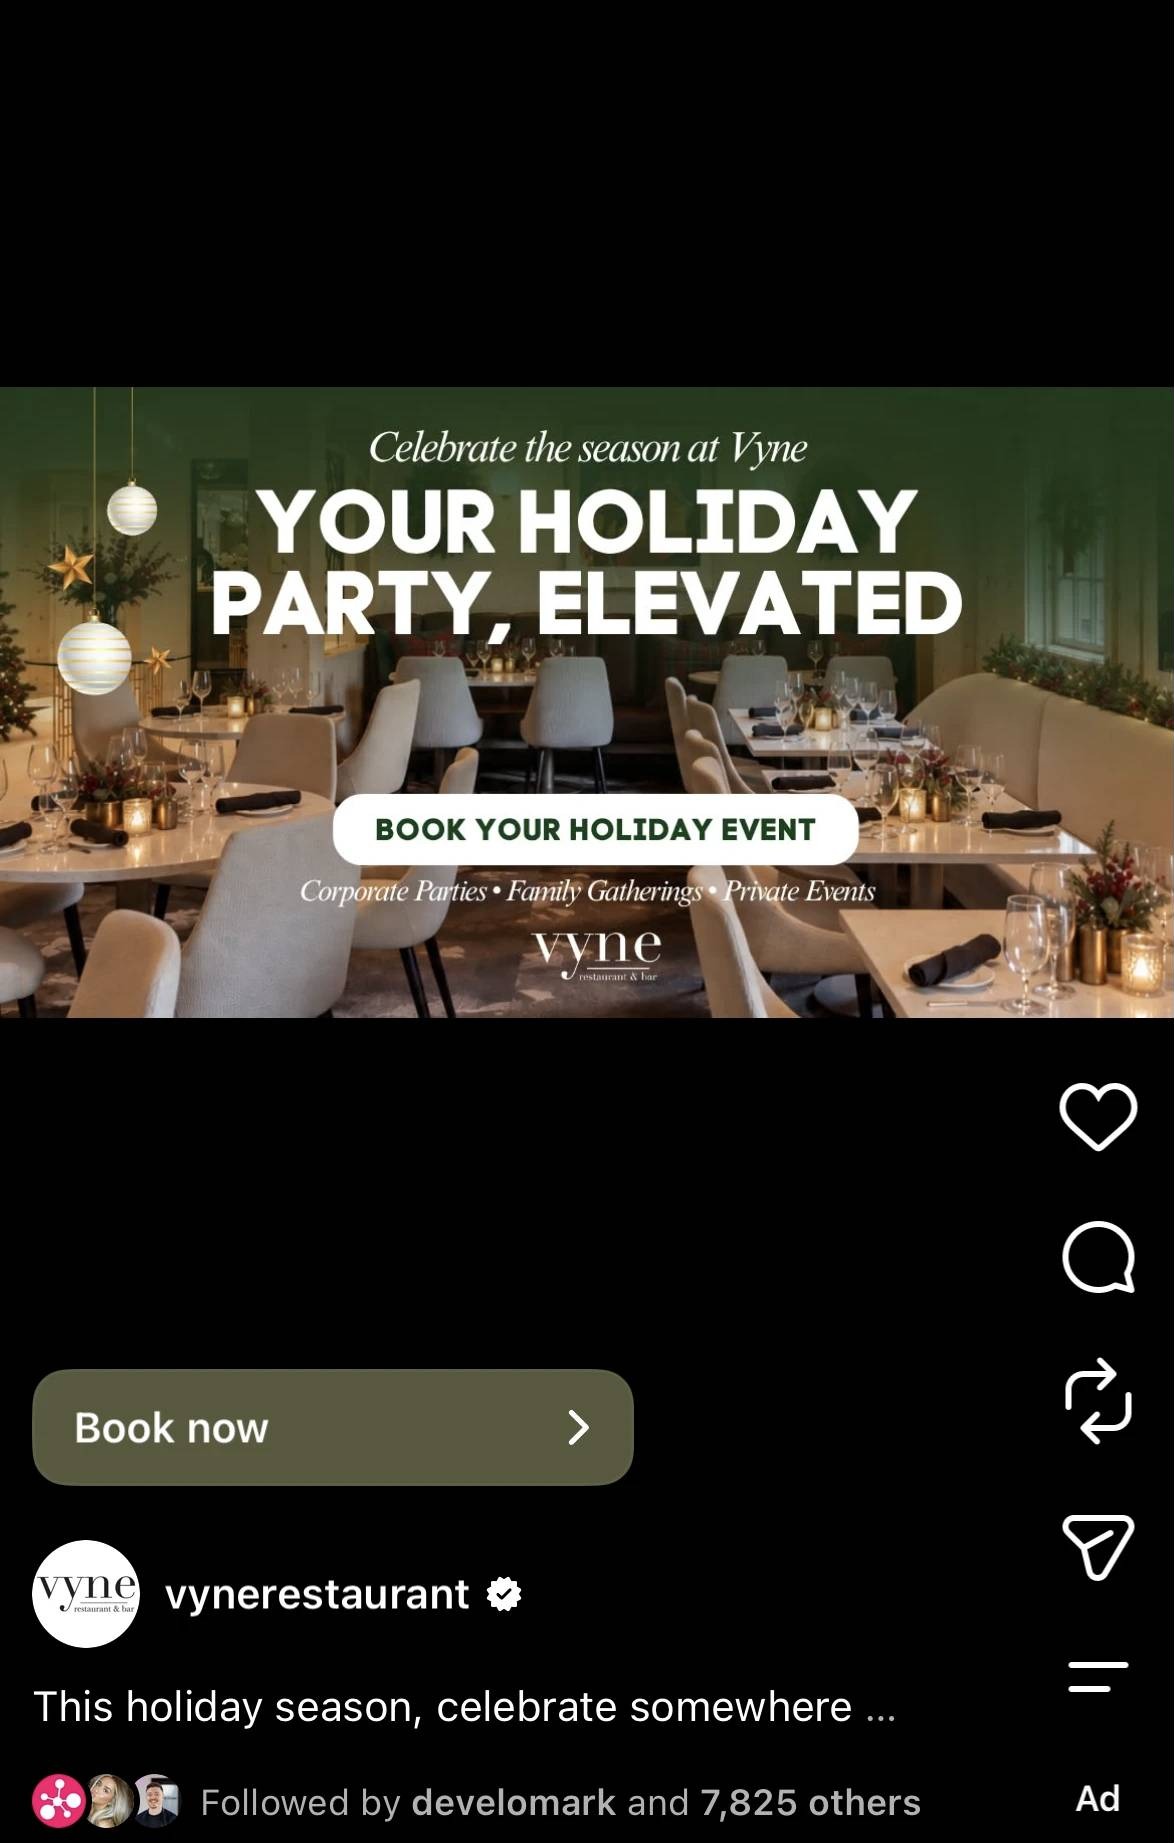 Celebrate the season at Vyne
YOUR HOLIDAY
PARTY, ELEVATED
BOOK YOUR HOLIDAY EVENT
Corporate Parties • Family Gatherings • Private Events
vyne
restaurant & bar
Book now
vyne
restaurant & bar
vynerestaurant
This holiday season, celebrate somewhere ...
Followed by develomark and 7,825 others
Ad